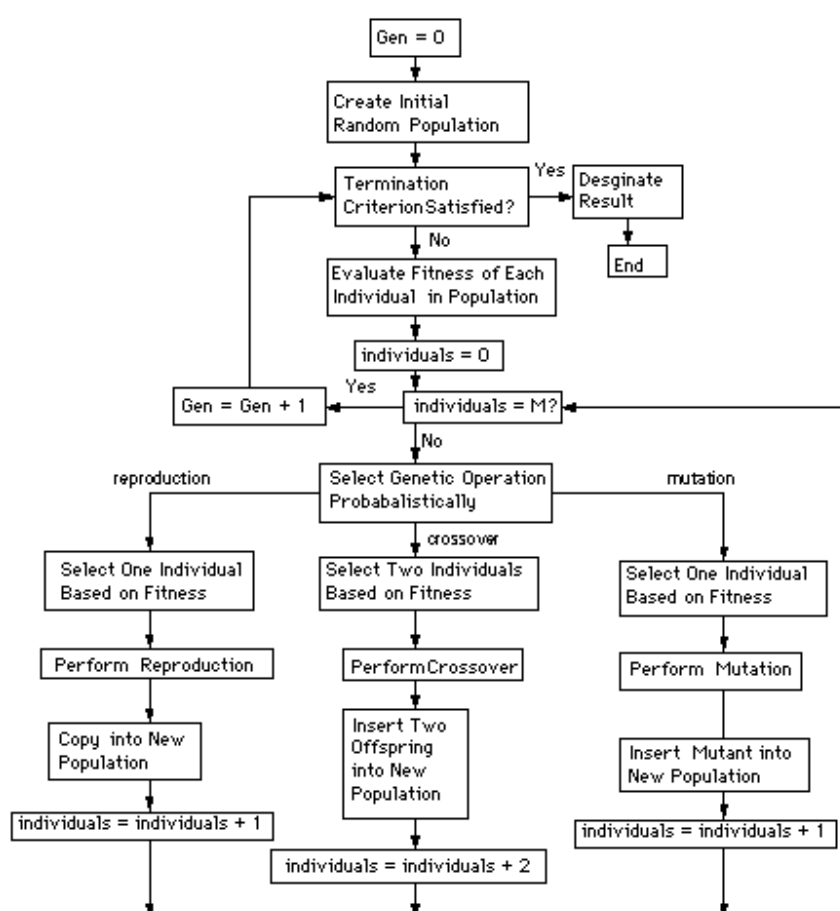 Gen = 0
Create Initial
Random Population
Termination
CriterionSatisfied?
Yes
Desginate
Result
End
No
Evaluate Fitness of Each
Individual in Population
individuals = 0
Yes
Gen = Gen + 1
individuals = M?
No
Select Genetic Operation
Probabalistically
reproduction
crossover
mutation
Select One Individual
Based on Fitness
Perform Reproduction
Copy into New
Population
individuals = individuals + 1
Select Two Individuals
Based on Fitness
PerformCrossover
Insert Two
Offspring
into New
Population
individuals = individuals + 2
Select One Individual
Based on Fitness
Perform Mutation
Insert Mutant into
New Population
individuals = individuals + 1